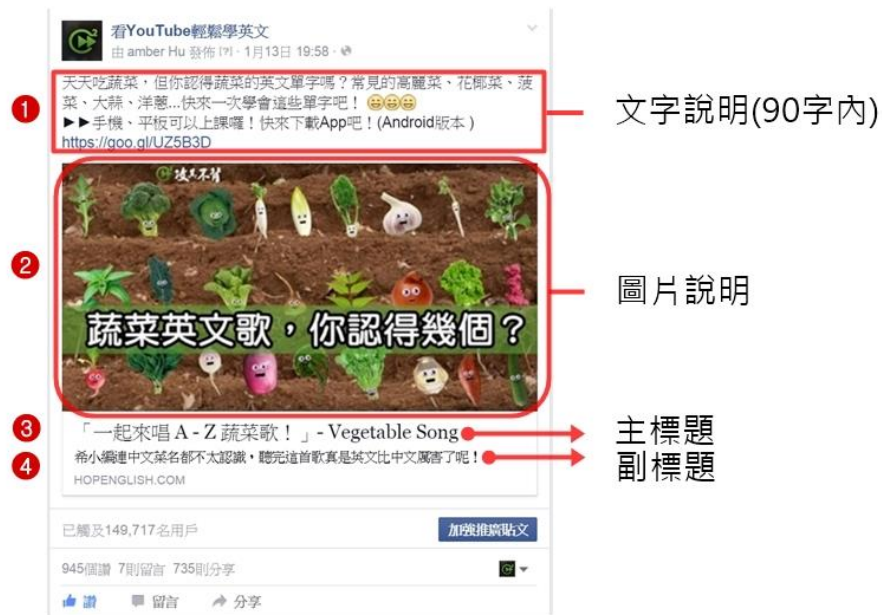 看YouTube輕鬆學英文
由 amber Hu 發佈 [?] · 1月13日 19:58 ·
1
天天吃蔬菜，但你認得蔬菜的英文單字嗎？常見的高麗菜、花椰菜、菠
菜、大蒜、洋蔥...快來一次學會這些單字吧！😀😀😀
►►手機、平板可以上課囉！快來下載App吧！(Android版本 )
https://goo.gl/UZ5B3D
文字說明(90字內)
2
蔬菜英文歌，你認得幾個？
圖片說明
3
「一起來唱 A - Z 蔬菜歌！」- Vegetable Song
主標題
4
希小編連中文菜名都不太認識，聽完這首歌真是英文比中文厲害了呢！
副標題
HOPENGLISH.COM
已觸及149,717名用戶
加強推廣貼文
945個讚 7則留言 735則分享
讚 留言 分享